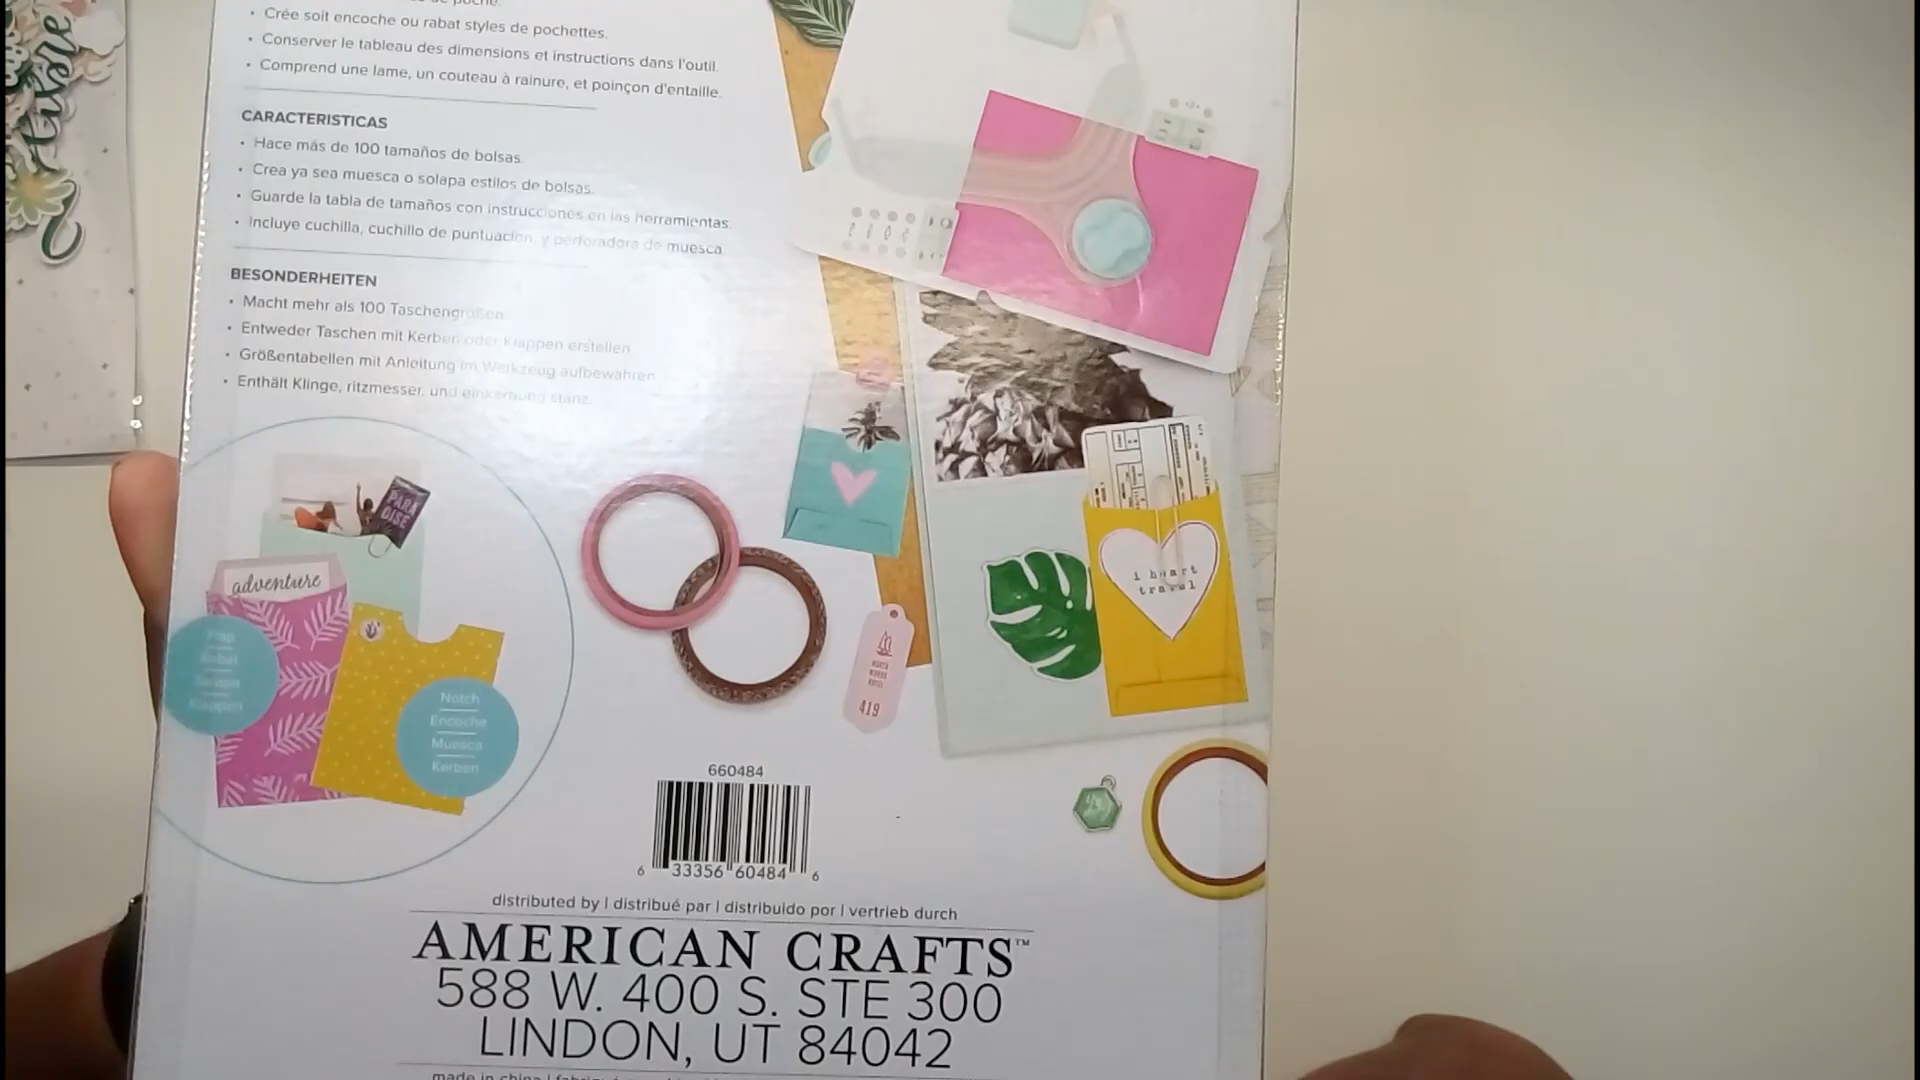 • Crée soit encoche ou rabat styles de pochettes.
• Conserver le tableau des dimensions et instructions dans l'outil.
• Comprend une lame, un couteau à rainure, et poinçon d'entaille.
CARACTERISTICAS
• Hace más de 100 tamaños de bolsas.
• Crea ya sea muesca o solapa estilos de bolsas.
• Guarde la tabla de tamaños con instrucciones en las herramientas.
• Incluye cuchilla, cuchillo de puntuación, y perforadora de muesca.
BESONDERHEITEN
• Macht mehr als 100 Taschengrößen.
• Entweder Taschen mit Kerben oder Klappen erstellen.
• Größentabellen mit Anleitung im Werkzeug aufbewahren.
• Enthält Klinge, ritzmesser, und einkerbung stanz.
PARA
DISE
adventure
Flap
Rabat
Solapa
Klappen
Notch
Encoche
Muesca
Kerben
i heart
travel
419
660484
6 33356 60484 6
distributed by | distribué par | distribuido por | vertrieb durch
AMERICAN CRAFTS™
588 W. 400 S. STE 300
LINDON, UT 84042
made in china